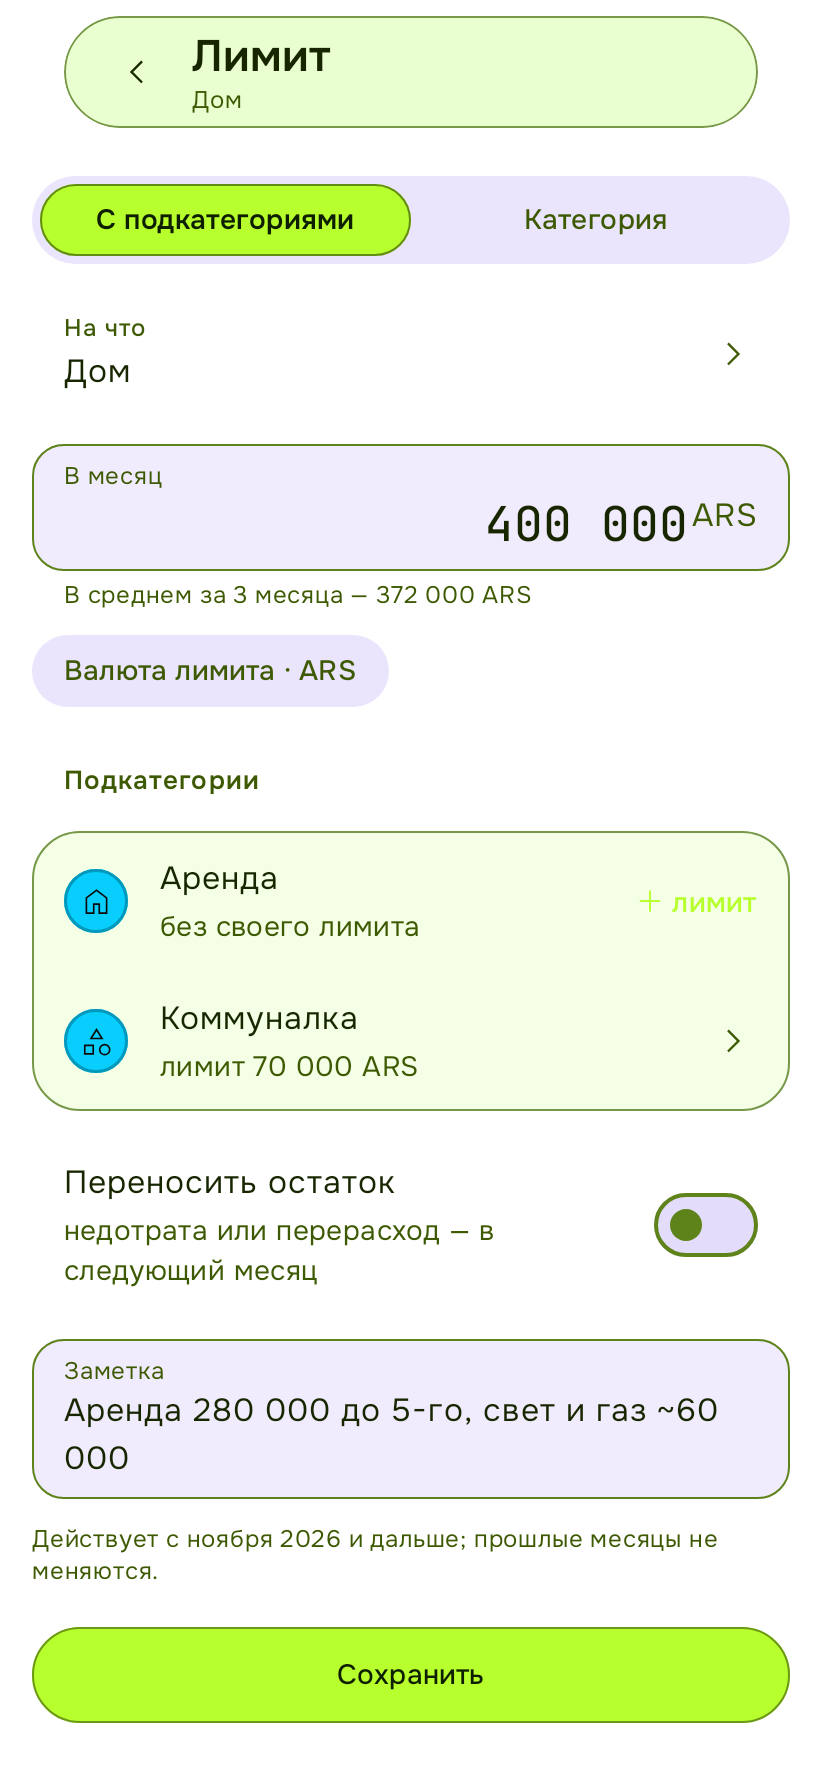 Лимит
Дом
С подкатегориями
Категория
На что
Дом
В месяц
400 000 ARS
В среднем за 3 месяца — 372 000 ARS
Валюта лимита · ARS
Подкатегории
Аренда
+ лимит
без своего лимита
Коммуналка
лимит 70 000 ARS
Переносить остаток
недотрата или перерасход — в
следующий месяц
Заметка
Аренда 280 000 до 5-го, свет и газ ~60
000
Действует с ноября 2026 и дальше; прошлые месяцы не
меняются.
Сохранить